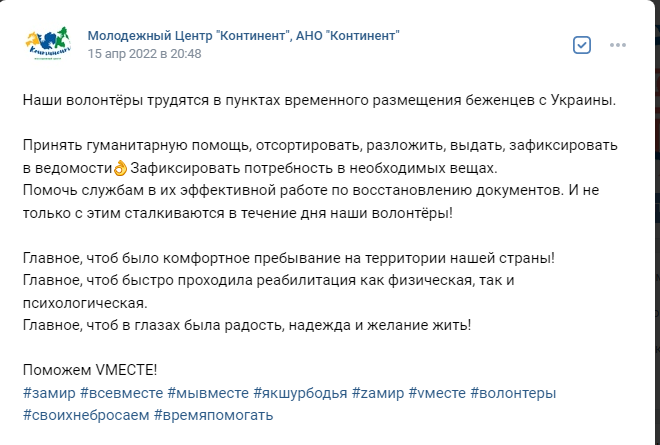 Континент
Молодежный Центр "Континент", АНО "Континент"
15 апр 2022 в 20:48
Наши волонтёры трудятся в пунктах временного размещения беженцев с Украины.
Принять гуманитарную помощь, отсортировать, разложить, выдать, зафиксировать
в ведомости👌Зафиксировать потребность в необходимых вещах.
Помочь службам в их эффективной работе по восстановлению документов. И не
только с этим сталкиваются в течение дня наши волонтёры!
Главное, чтоб было комфортное пребывание на территории нашей страны!
Главное, чтоб быстро проходила реабилитация как физическая, так и
психологическая.
Главное, чтоб в глазах была радость, надежда и желание жить!
Поможем VМЕСТЕ!
#замир #всевместе #мывместе #якшурбодья #zамир #vместе #волонтеры
#своихнебросаем #времяпомогать